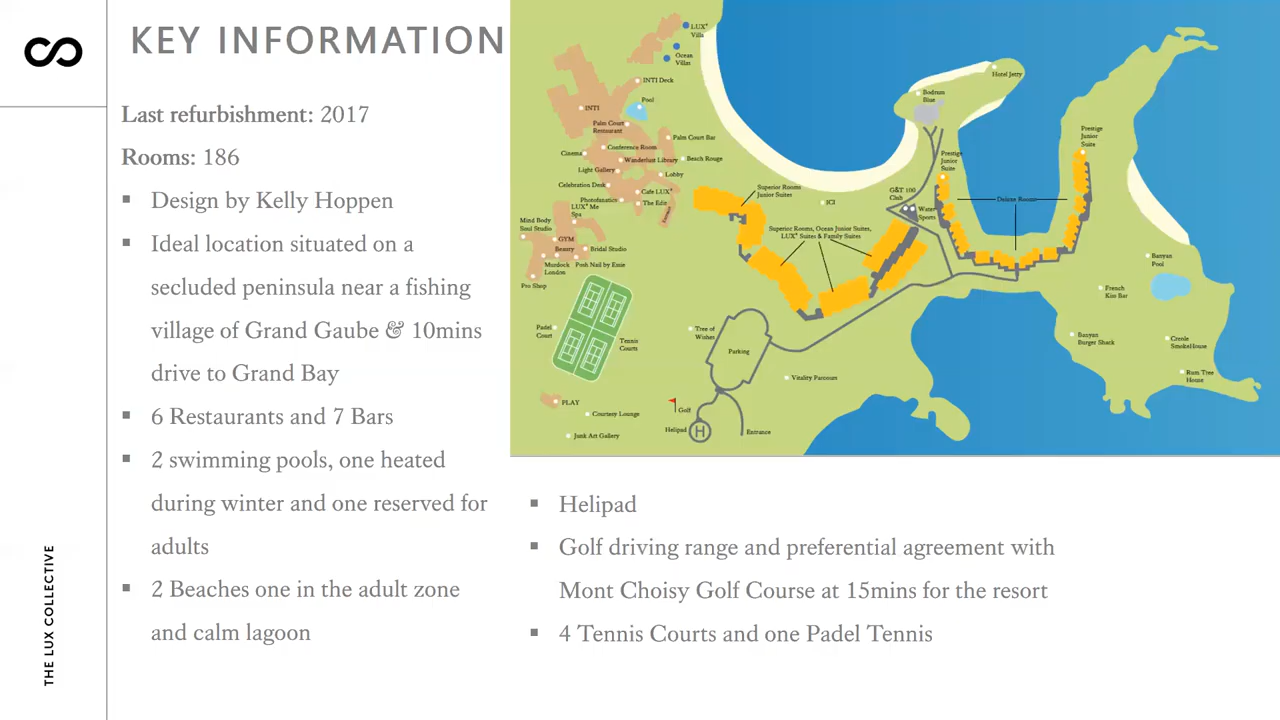 KEY INFORMATION
Last refurbishment: 2017
Rooms: 186
▪ Design by Kelly Hoppen
▪ Ideal location situated on a
secluded peninsula near a fishing
village of Grand Gaube & 10mins
drive to Grand Bay
▪ 6 Restaurants and 7 Bars
▪ 2 swimming pools, one heated
during winter and one reserved for
adults
▪ 2 Beaches one in the adult zone
and calm lagoon
THE LUX COLLECTIVE
LUX*
Villa
Ocean
Villas
INTI Deck
INTI
Pool
Palm Court
Restaurant
Palm Court Bar
Conference Room
Cinema
Wanderlust Library
Beach Rouge
Light Gallery
Lobby
Celebration Desk
Cafe LUX*
Photofanatics
The Edit
LUX* Me
Spa
Mind Body
Soul Studio
GYM
Beauty
Bridal Studio
Murdock
London
Posh Nail by Essie
Pro Shop
Superior Rooms
Junior Suites
ICI
Superior Rooms, Ocean Junior Suites,
LUX* Suites & Family Suites
G&T 100
Club
Water
Sports
Bodrum
Blue
Hotel Jetty
Prestige
Junior
Suite
Prestige
Junior
Suite
Deluxe Rooms
Banyan
Pool
French
Kiss Bar
Banyan
Burger Shack
Creole
SmokeHouse
Rum Tree
House
Padel
Court
Tennis
Courts
Tree of
Wishes
Parking
Vitality Parcours
PLAY
Courtesy Lounge
Junk Art Gallery
Golf
Helipad
H
Entrance
▪ Helipad
▪ Golf driving range and preferential agreement with
Mont Choisy Golf Course at 15mins for the resort
▪ 4 Tennis Courts and one Padel Tennis